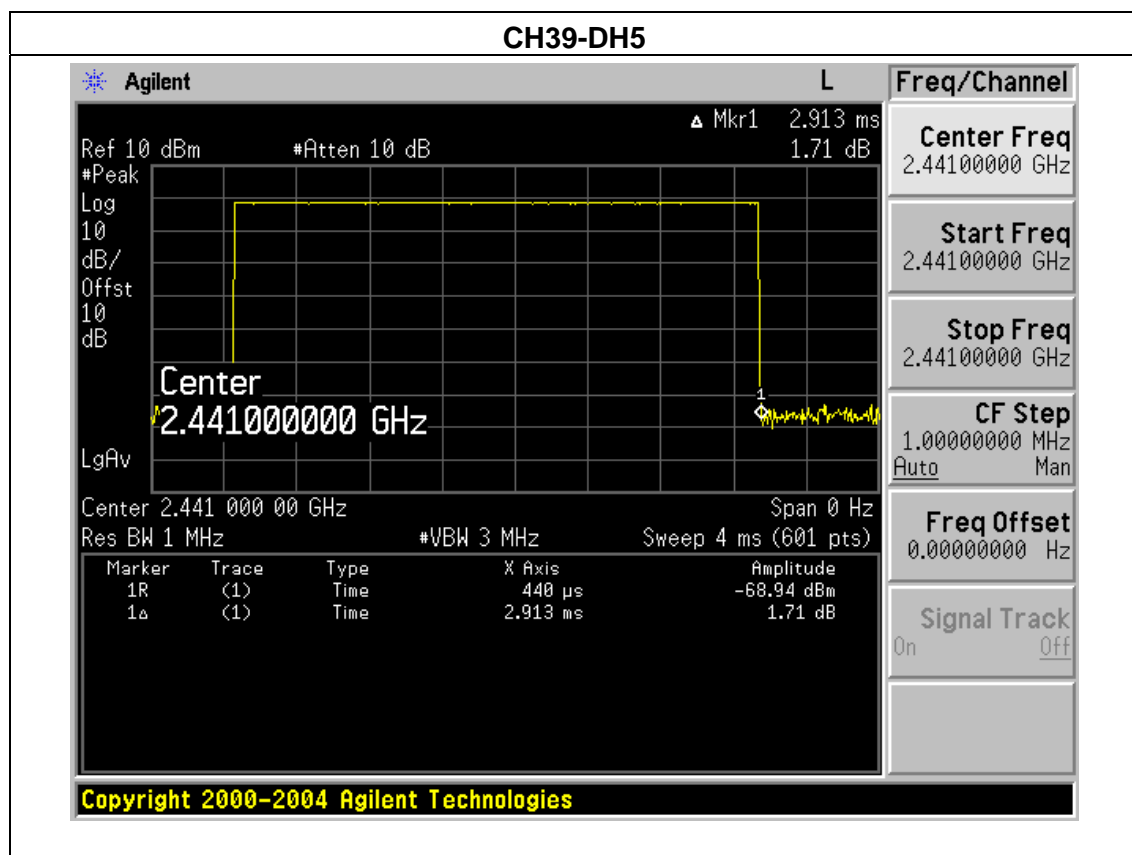 CH39-DH5
Agilent L
Δ Mkr1 2.913 ms
Ref 10 dBm #Atten 10 dB 1.71 dB
#Peak
Log
10
dB/
Offst
10
dB
Center
2.441000000 GHz
1
LgAv
Center 2.441 000 00 GHz Span 0 Hz
Res BW 1 MHz #VBW 3 MHz Sweep 4 ms (601 pts)
Marker Trace Type X Axis Amplitude
1R (1) Time 440 µs -68.94 dBm
1Δ (1) Time 2.913 ms 1.71 dB
Freq/Channel
Center Freq
2.44100000 GHz
Start Freq
2.44100000 GHz
Stop Freq
2.44100000 GHz
CF Step
1.00000000 MHz
Auto Man
Freq Offset
0.00000000 Hz
Signal Track
On Off
Copyright 2000-2004 Agilent Technologies